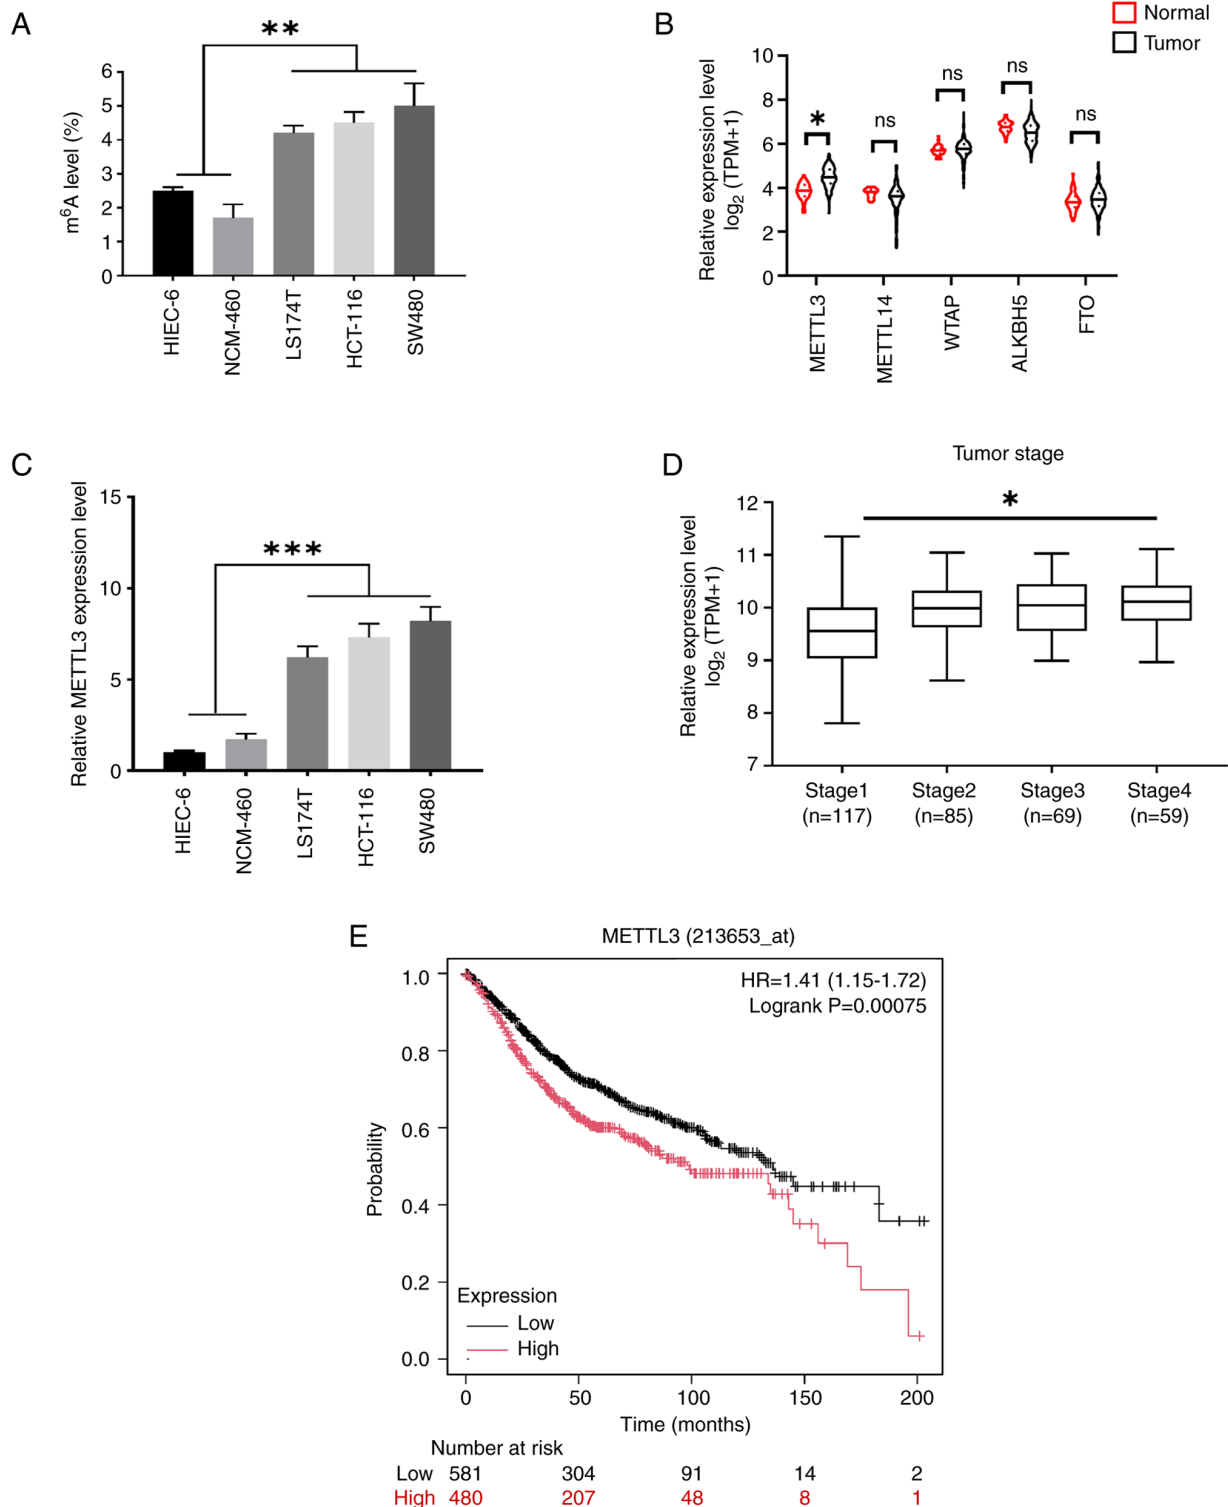 A
**
m⁶A level (%)
6
5
4
3
2
1
0
HIEC-6
NCM-460
LS174T
HCT-116
SW480
B
Normal
Tumor
Relative expression level
log₂ (TPM+1)
10
8
6
4
2
0
*
ns
ns
ns
ns
METTL3
METTL14
WTAP
ALKBH5
FTO
C
Relative METTL3 expression level
15
10
5
0
***
HIEC-6
NCM-460
LS174T
HCT-116
SW480
D
Tumor stage
Relative expression level
log₂ (TPM+1)
12
11
10
9
8
7
*
Stage1 Stage2 Stage3 Stage4
(n=117) (n=85) (n=69) (n=59)
E
METTL3 (213653_at)
HR=1.41 (1.15-1.72)
Logrank P=0.00075
Probability
1.0
0.8
0.6
0.4
0.2
0.0
Expression
Low
High
0 50 100 150 200
Time (months)
Number at risk
Low 581 304 91 14 2
High 480 207 48 8 1